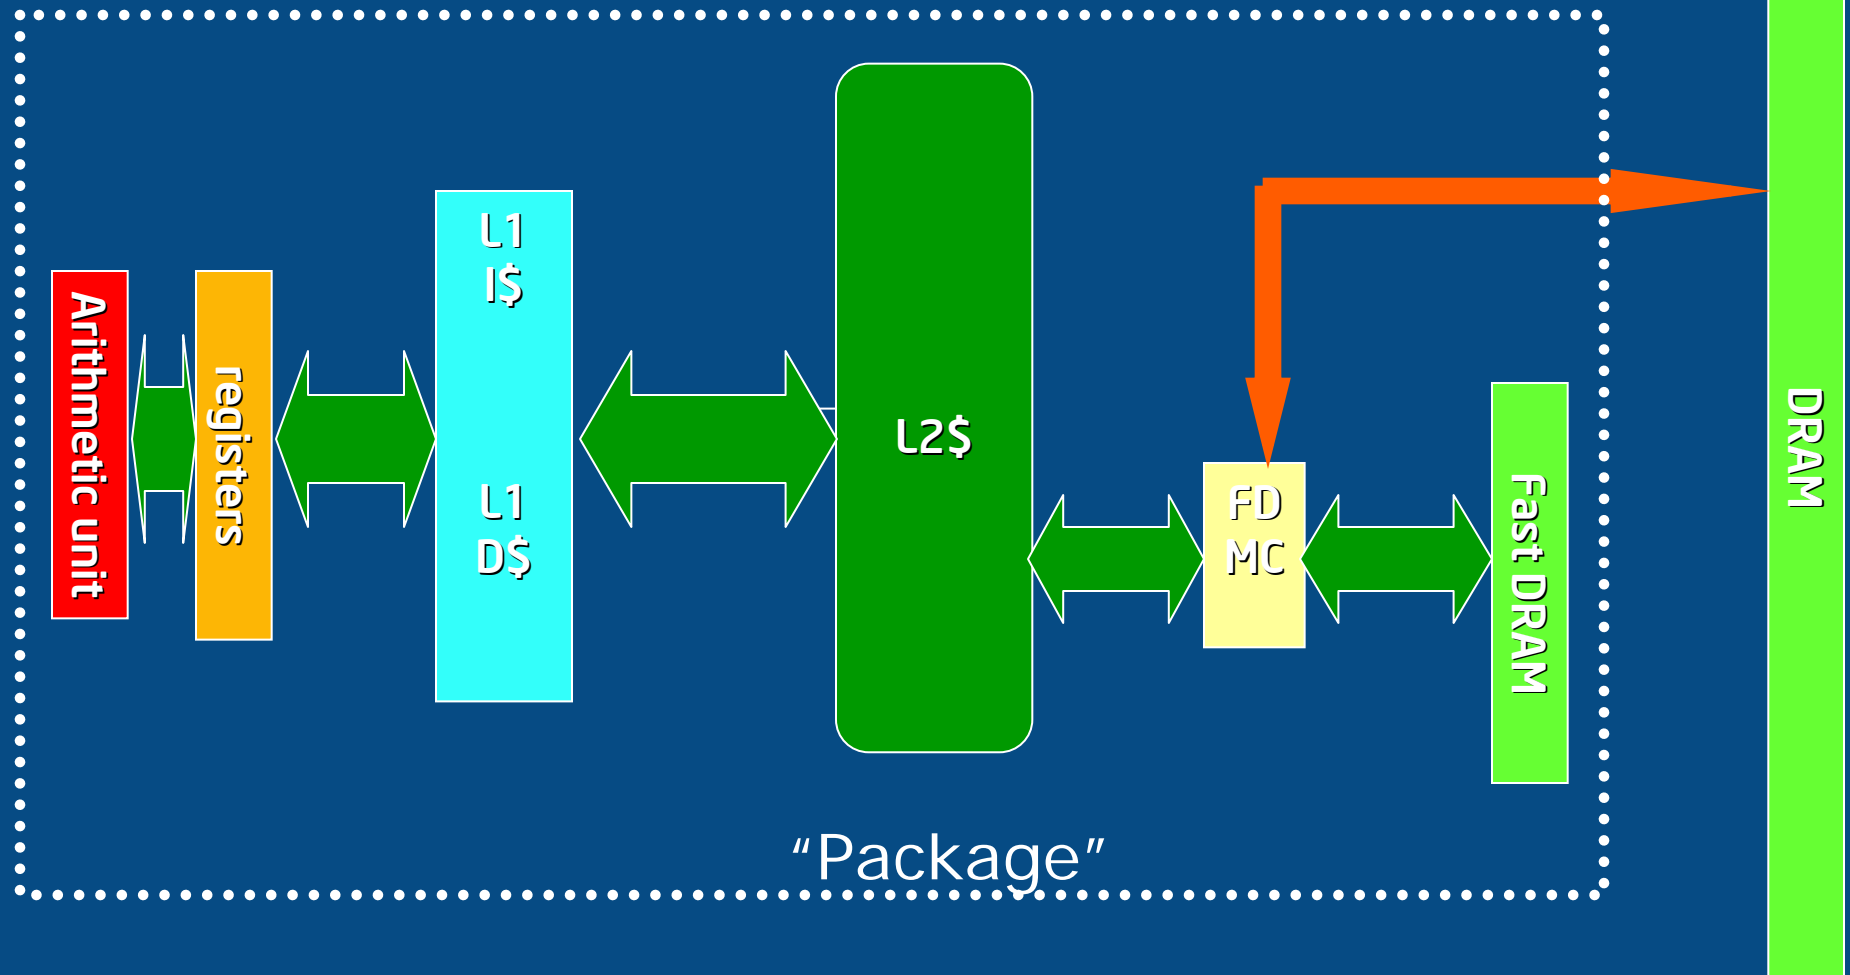 Arithmetic unit
registers
L1
I$
L1
D$
L2$
FD
MC
Fast DRAM
DRAM
“Package”